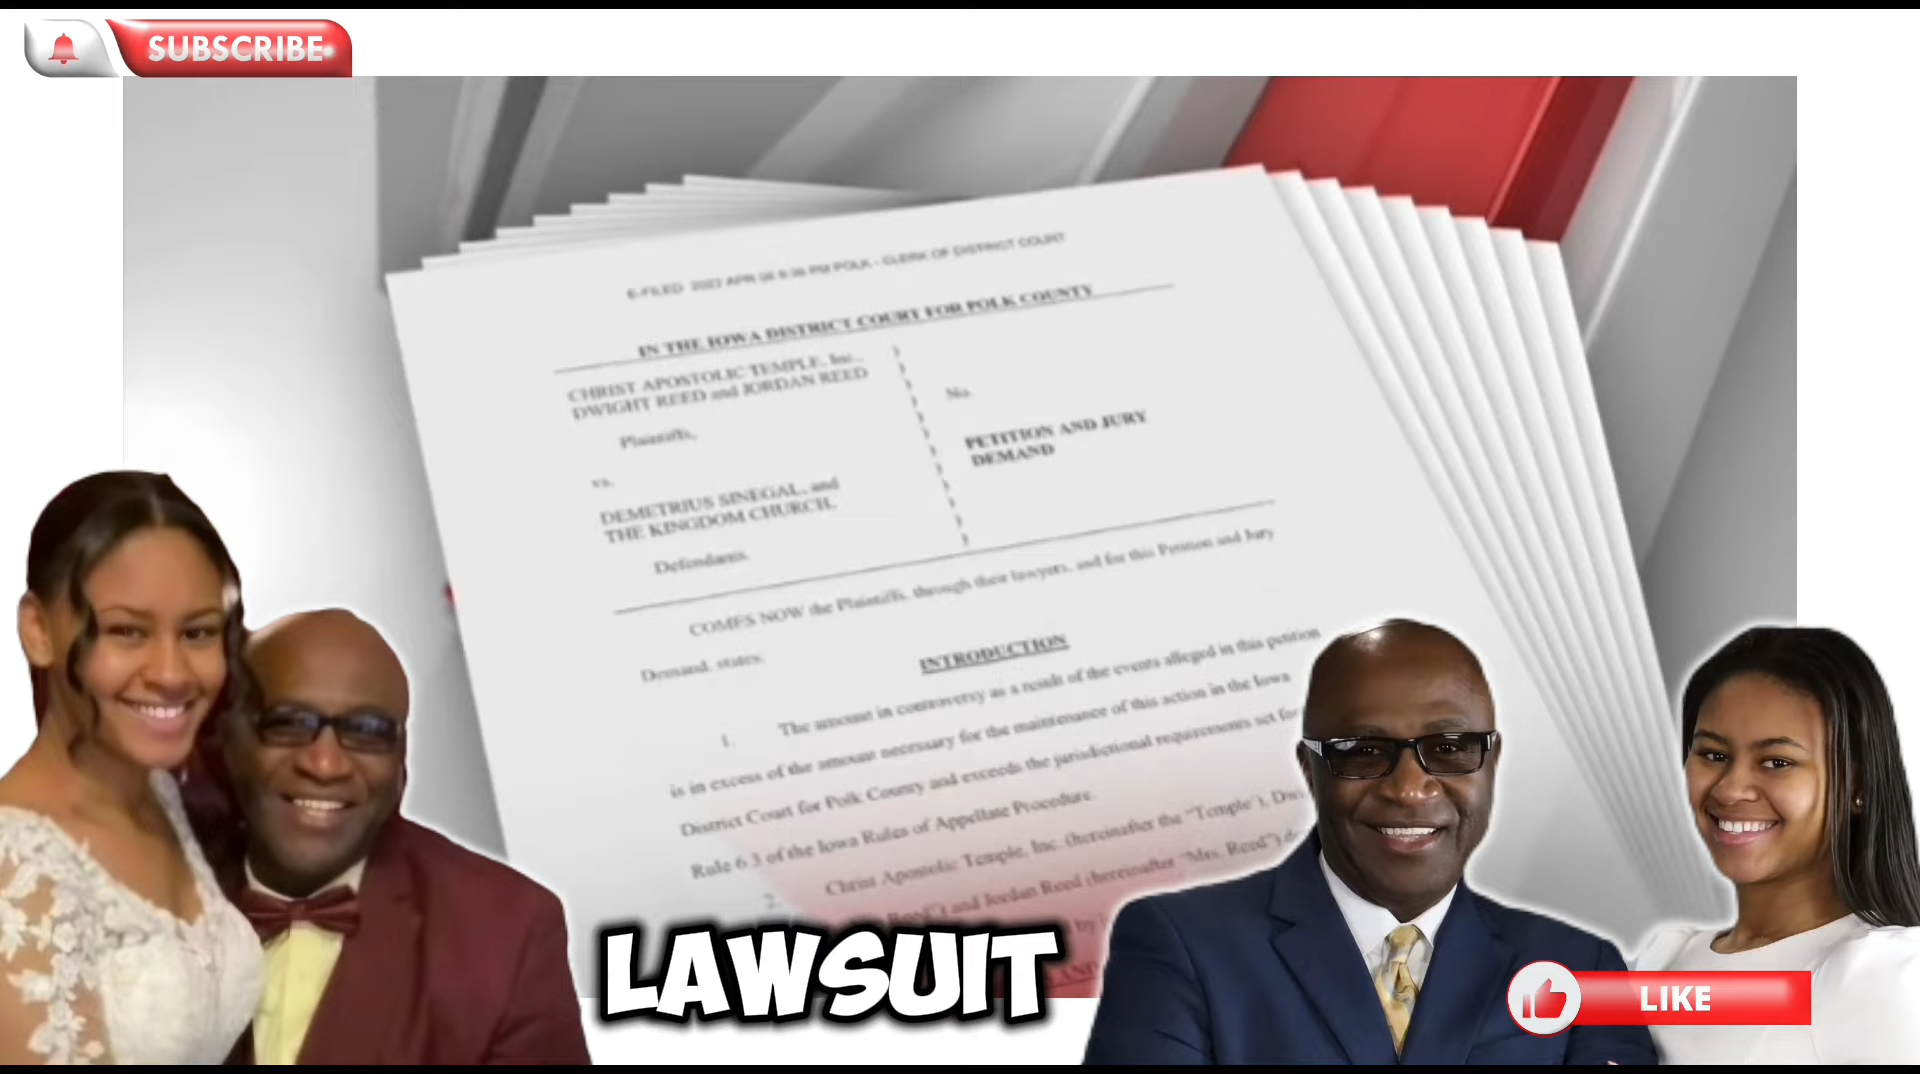 SUBSCRIBE
E-FILED 2023 APR 9:36 PM POLK - CLERK OF DISTRICT COURT
IN THE IOWA DISTRICT COURT FOR POLK COUNTY
CHRIST APOSTOLIC TEMPLE, Inc.,
DWIGHT REED and JORDAN REED
Plaintiffs,
vs.
DEMETRIUS SINEGAL, and
THE KINGDOM CHURCH,
Defendants.
)
)
)
)
)
)
)
)
)
)
)
No.
PETITION AND JURY
DEMAND
COMES NOW the Plaintiffs, through their lawyers, and for this Petition and Jury
Demand, states:
INTRODUCTION
1. The amount in controversy as a result of the events alleged in this petition
is in excess of the amount necessary for the maintenance of this action in the Iowa
District Court for Polk County and exceeds the jurisdictional requirements set for
Rule 6.3 of the Iowa Rules of Appellate Procedure.
2. Christ Apostolic Temple, Inc. (hereinafter the "Temple"), Dw
Reed") and Jordan Reed (hereinafter "Mrs. Reed")
LAWSUIT
LIKE